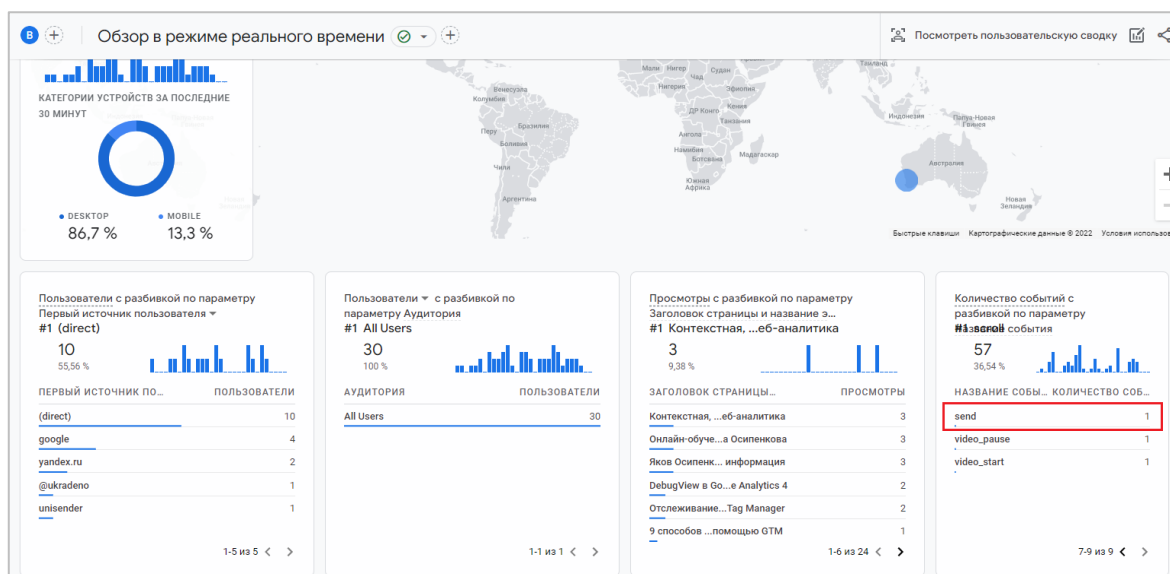 B
Обзор в режиме реального времени
Посмотреть пользовательскую сводку
КАТЕГОРИИ УСТРОЙСТВ ЗА ПОСЛЕДНИЕ
30 МИНУТ
DESKTOP
MOBILE
86,7 %
13,3 %
Мали
Нигер
Чад
Судан
Таиланд
Нигерия
Эфиопия
Венесуэла
Колумбия
ДР Конго
Кения
Танзания
Индонезия
Папуа-Новая
Гвинея
Перу
Бразилия
Боливия
Ангола
Намибия
Ботсвана
Мадагаскар
Австралия
Чили
Южная
Африка
Аргентина
Новая
Зеландия
Быстрые клавиши
Картографические данные © 2022
Условия использов
Пользователи с разбивкой по параметру
Первый источник пользователя
#1 (direct)
10
55,56 %
ПЕРВЫЙ ИСТОЧНИК ПО...
ПОЛЬЗОВАТЕЛИ
(direct) 10
google 4
yandex.ru 2
@ukradeno 1
unisender 1
1-5 из 5
Пользователи с разбивкой по
параметру Аудитория
#1 All Users
30
100 %
АУДИТОРИЯ
ПОЛЬЗОВАТЕЛИ
All Users 30
1-1 из 1
Просмотры с разбивкой по параметру
Заголовок страницы и название э...
#1 Контекстная, ...еб-аналитика
3
9,38 %
ЗАГОЛОВОК СТРАНИЦЫ...
ПРОСМОТРЫ
Контекстная, ...еб-аналитика 3
Онлайн-обуче...а Осипенкова 3
Яков Осипенк... информация 3
DebugView в Go...e Analytics 4 2
Отслеживание...Tag Manager 2
9 способов ...помощью GTM 1
1-6 из 24
Количество событий с
разбивкой по параметру
Название события
#1 scroll
57
36,54 %
НАЗВАНИЕ СОБЫ...
КОЛИЧЕСТВО СОБ...
send 1
video_pause 1
video_start 1
7-9 из 9